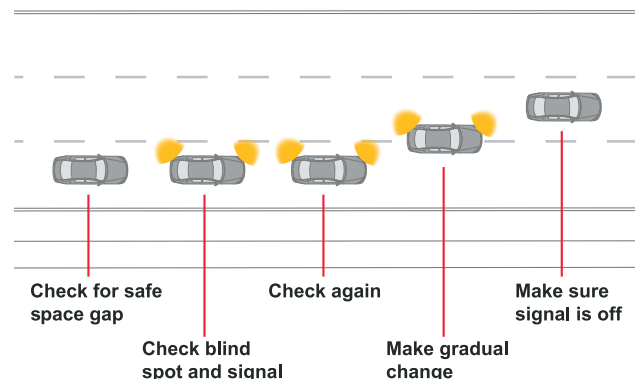 Check for safe
space gap
Check blind
spot and signal
Check again
Make gradual
change
Make sure
signal is off